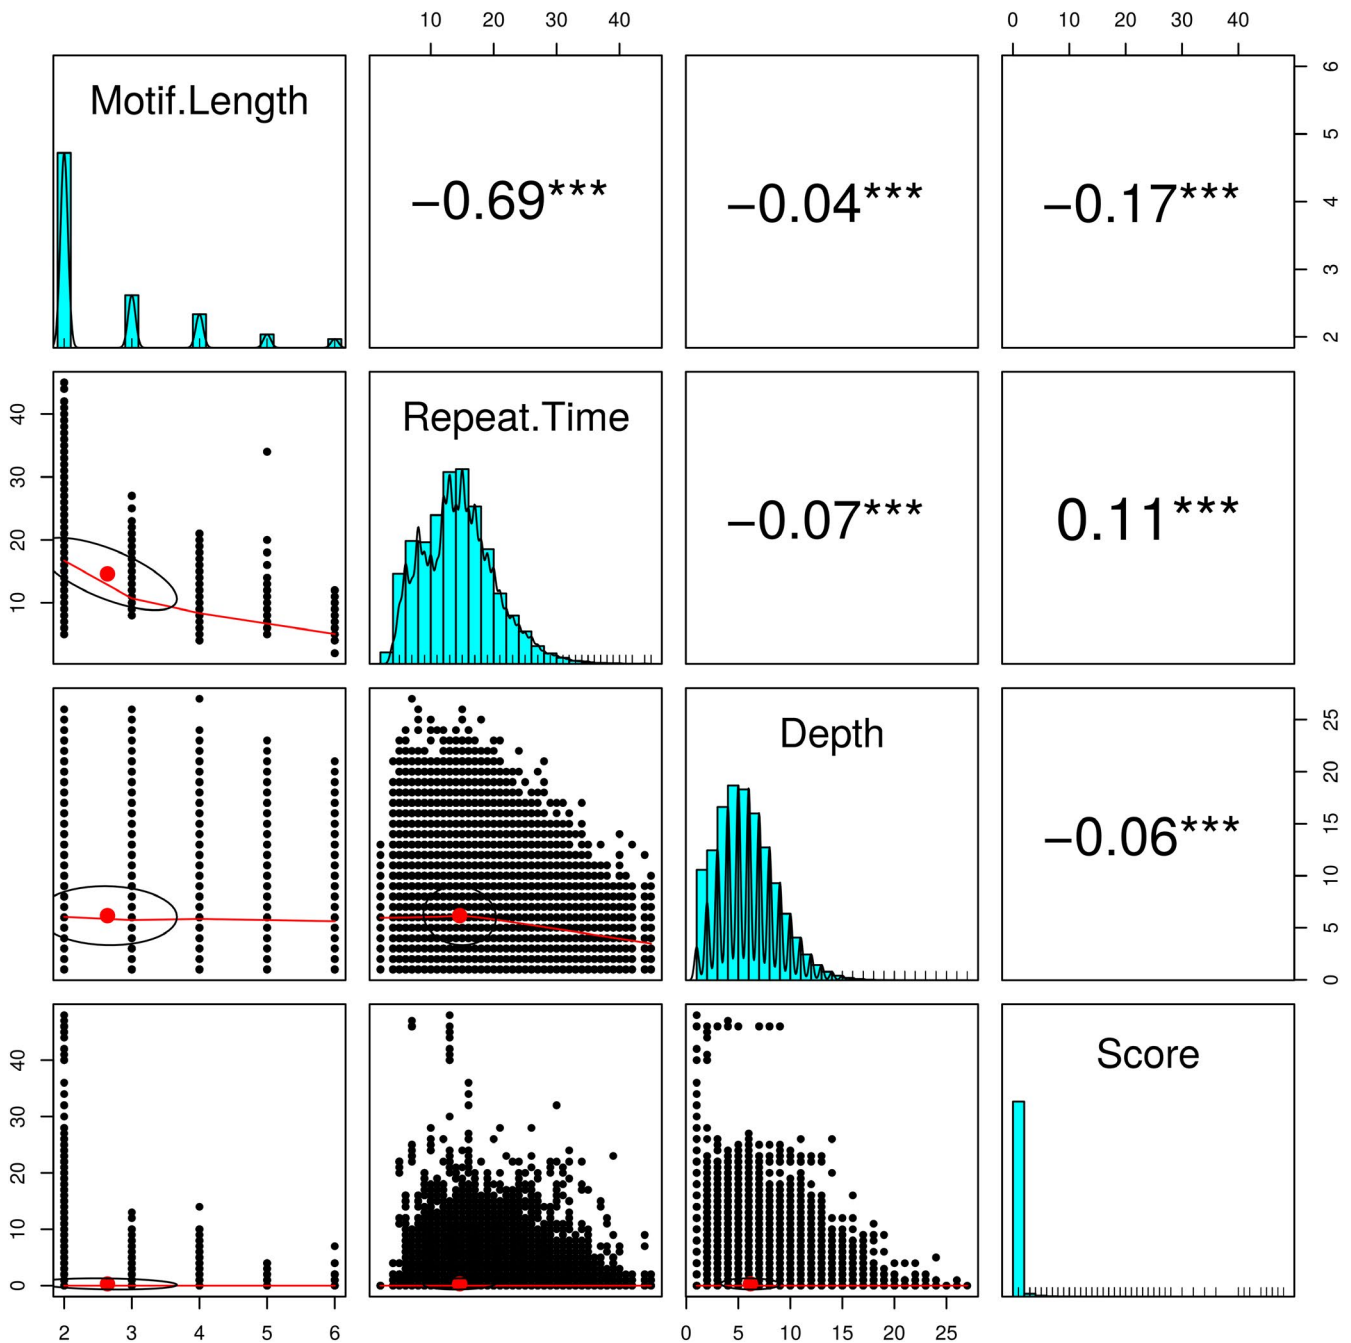 10 20 30 40 0 10 20 30 40
Motif.Length −0.69*** −0.04*** −0.17*** 2 3 4 5 6
10 20 30 40 Repeat.Time −0.07*** 0.11***
Depth −0.06*** 0 5 10 15 20 25
0 10 20 30 40 Score
2 3 4 5 6 0 5 10 15 20 25